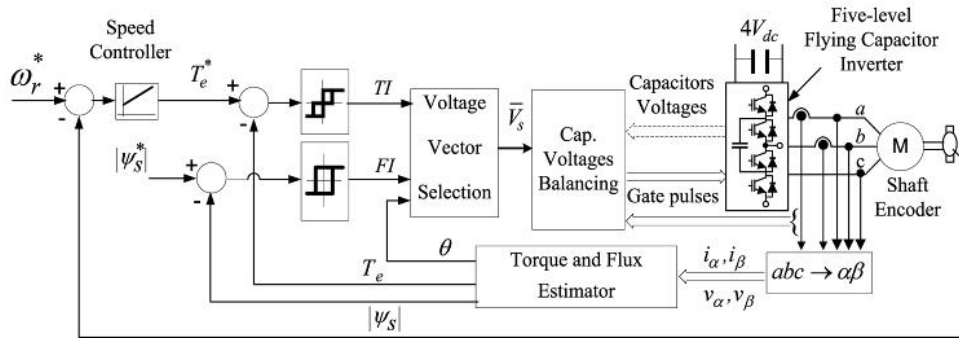 Speed
Controller
ω_r^*
+
-
T_e^*
+
-
TI
|ψ_S^*|
+
-
FI
Voltage
Vector
Selection
V̅_s
Cap.
Voltages
Balancing
Capacitors
Voltages
Gate pulses
4V_dc
Five-level
Flying Capacitor
Inverter
a
b
c
M
Shaft
Encoder
abc → αβ
i_α, i_β
v_α, v_β
Torque and Flux
Estimator
θ
T_e
|ψ_S|